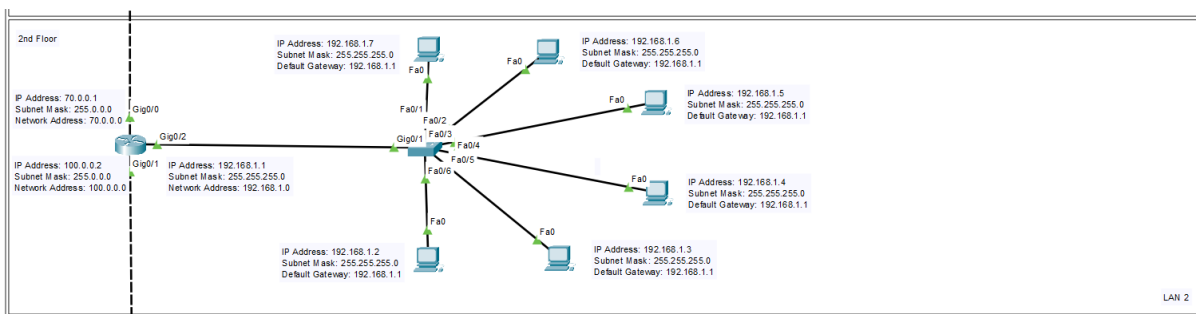 2nd Floor
IP Address: 192.168.1.7
Subnet Mask: 255.255.255.0
Default Gateway: 192.168.1.1
Fa0
IP Address: 192.168.1.6
Subnet Mask: 255.255.255.0
Default Gateway: 192.168.1.1
Fa0
IP Address: 192.168.1.5
Subnet Mask: 255.255.255.0
Default Gateway: 192.168.1.1
Fa0
IP Address: 70.0.0.1
Subnet Mask: 255.0.0.0
Network Address: 70.0.0.0
Gig0/0
Gig0/2
Gig0/1
IP Address: 100.0.0.2
Subnet Mask: 255.0.0.0
Network Address: 100.0.0.0
IP Address: 192.168.1.1
Subnet Mask: 255.255.255.0
Network Address: 192.168.1.0
Fa0/1
Fa0/2
Fa0/3
Gig0/1
Fa0/4
Fa0/5
Fa0/6
Fa0
IP Address: 192.168.1.4
Subnet Mask: 255.255.255.0
Default Gateway: 192.168.1.1
Fa0
IP Address: 192.168.1.2
Subnet Mask: 255.255.255.0
Default Gateway: 192.168.1.1
Fa0
IP Address: 192.168.1.3
Subnet Mask: 255.255.255.0
Default Gateway: 192.168.1.1
LAN 2